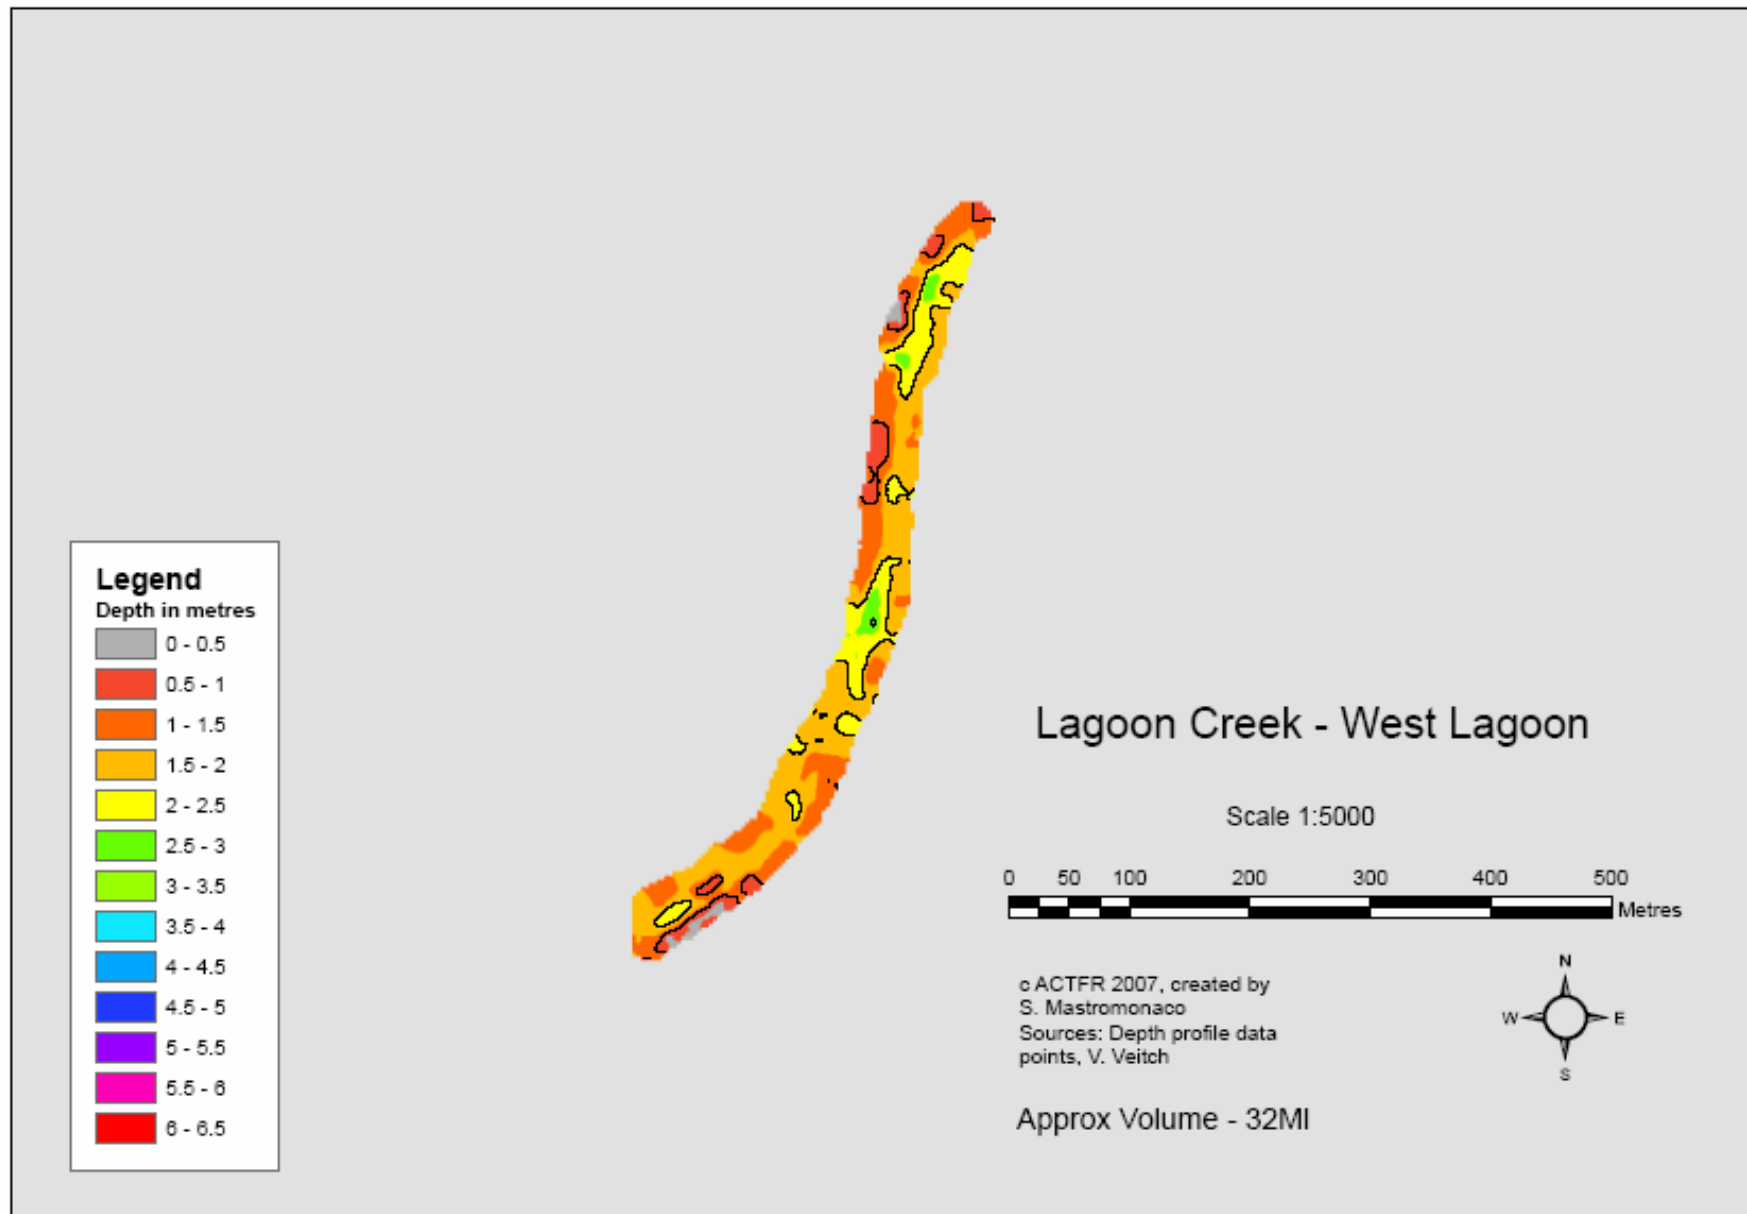 Legend
Depth in metres
0 - 0.5
0.5 - 1
1 - 1.5
1.5 - 2
2 - 2.5
2.5 - 3
3 - 3.5
3.5 - 4
4 - 4.5
4.5 - 5
5 - 5.5
5.5 - 6
6 - 6.5
Lagoon Creek - West Lagoon
Scale 1:5000
0 50 100 200 300 400 500
Metres
c ACTFR 2007, created by
S. Mastromonaco
Sources: Depth profile data
points, V. Veitch
N
W E
S
Approx Volume - 32Ml